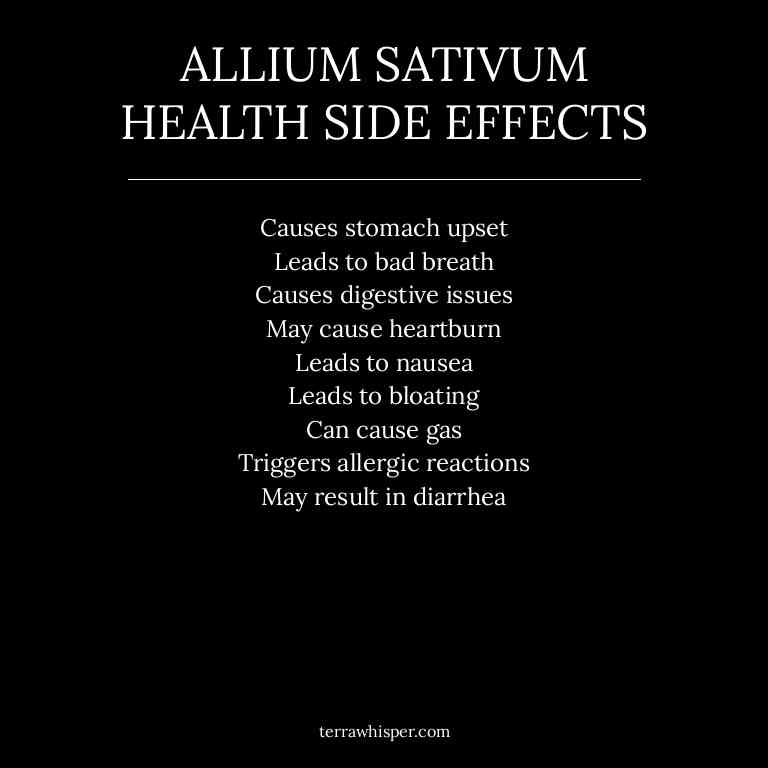 ALLIUM SATIVUM
HEALTH SIDE EFFECTS
Causes stomach upset
Leads to bad breath
Causes digestive issues
May cause heartburn
Leads to nausea
Leads to bloating
Can cause gas
Triggers allergic reactions
May result in diarrhea
terrawhisper.com